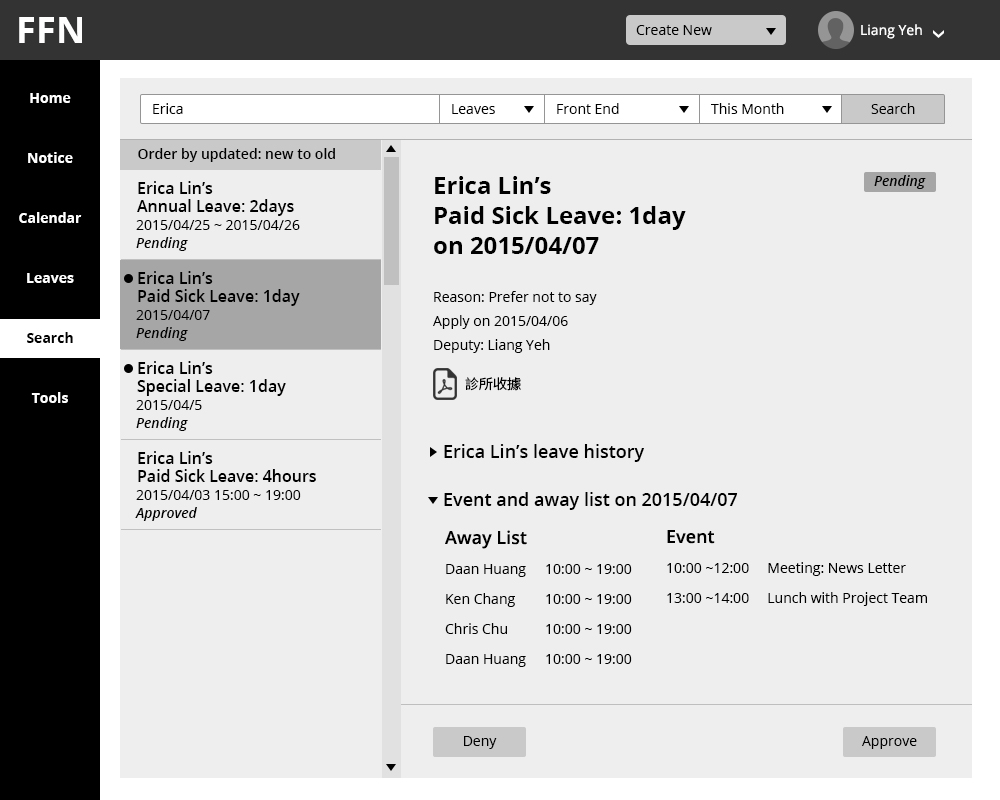 FFN
Create New
Liang Yeh
Home
Notice
Calendar
Leaves
Search
Tools
Erica
Leaves
Front End
This Month
Search
Order by updated: new to old
Erica Lin’s
Annual Leave: 2days
2015/04/25 ~ 2015/04/26
Pending
Erica Lin’s
Paid Sick Leave: 1day
2015/04/07
Pending
Erica Lin’s
Special Leave: 1day
2015/04/5
Pending
Erica Lin’s
Paid Sick Leave: 4hours
2015/04/03 15:00 ~ 19:00
Approved
Erica Lin’s
Paid Sick Leave: 1day
on 2015/04/07
Pending
Reason: Prefer not to say
Apply on 2015/04/06
Deputy: Liang Yeh
診所收據
Erica Lin’s leave history
Event and away list on 2015/04/07
Away List
Daan Huang 10:00 ~ 19:00
Ken Chang 10:00 ~ 19:00
Chris Chu 10:00 ~ 19:00
Daan Huang 10:00 ~ 19:00
Event
10:00 ~12:00 Meeting: News Letter
13:00 ~14:00 Lunch with Project Team
Deny
Approve